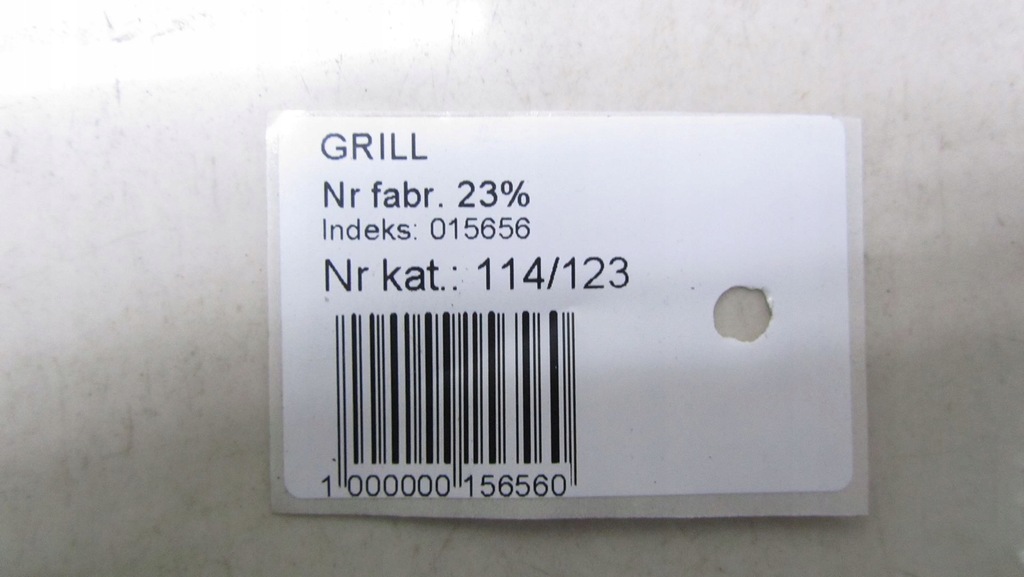 GRILL
Nr fabr. 23%
Indeks: 015656
Nr kat.: 114/123
1 000000 156560